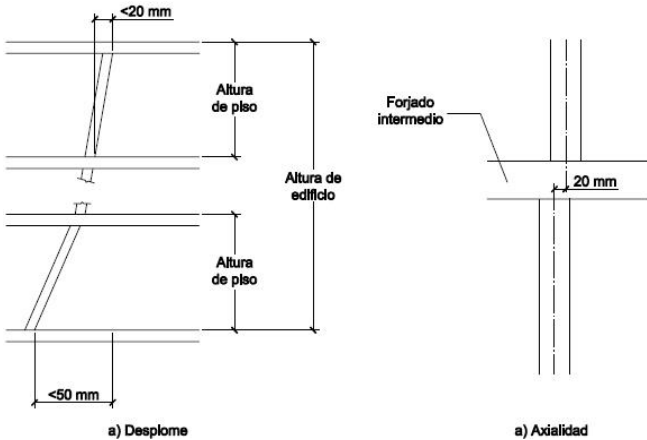 <20 mm
Altura
de piso
Altura de
edificio
Altura
de piso
<50 mm
a) Desplome
Forjado
intermedio
20 mm
a) Axialidad